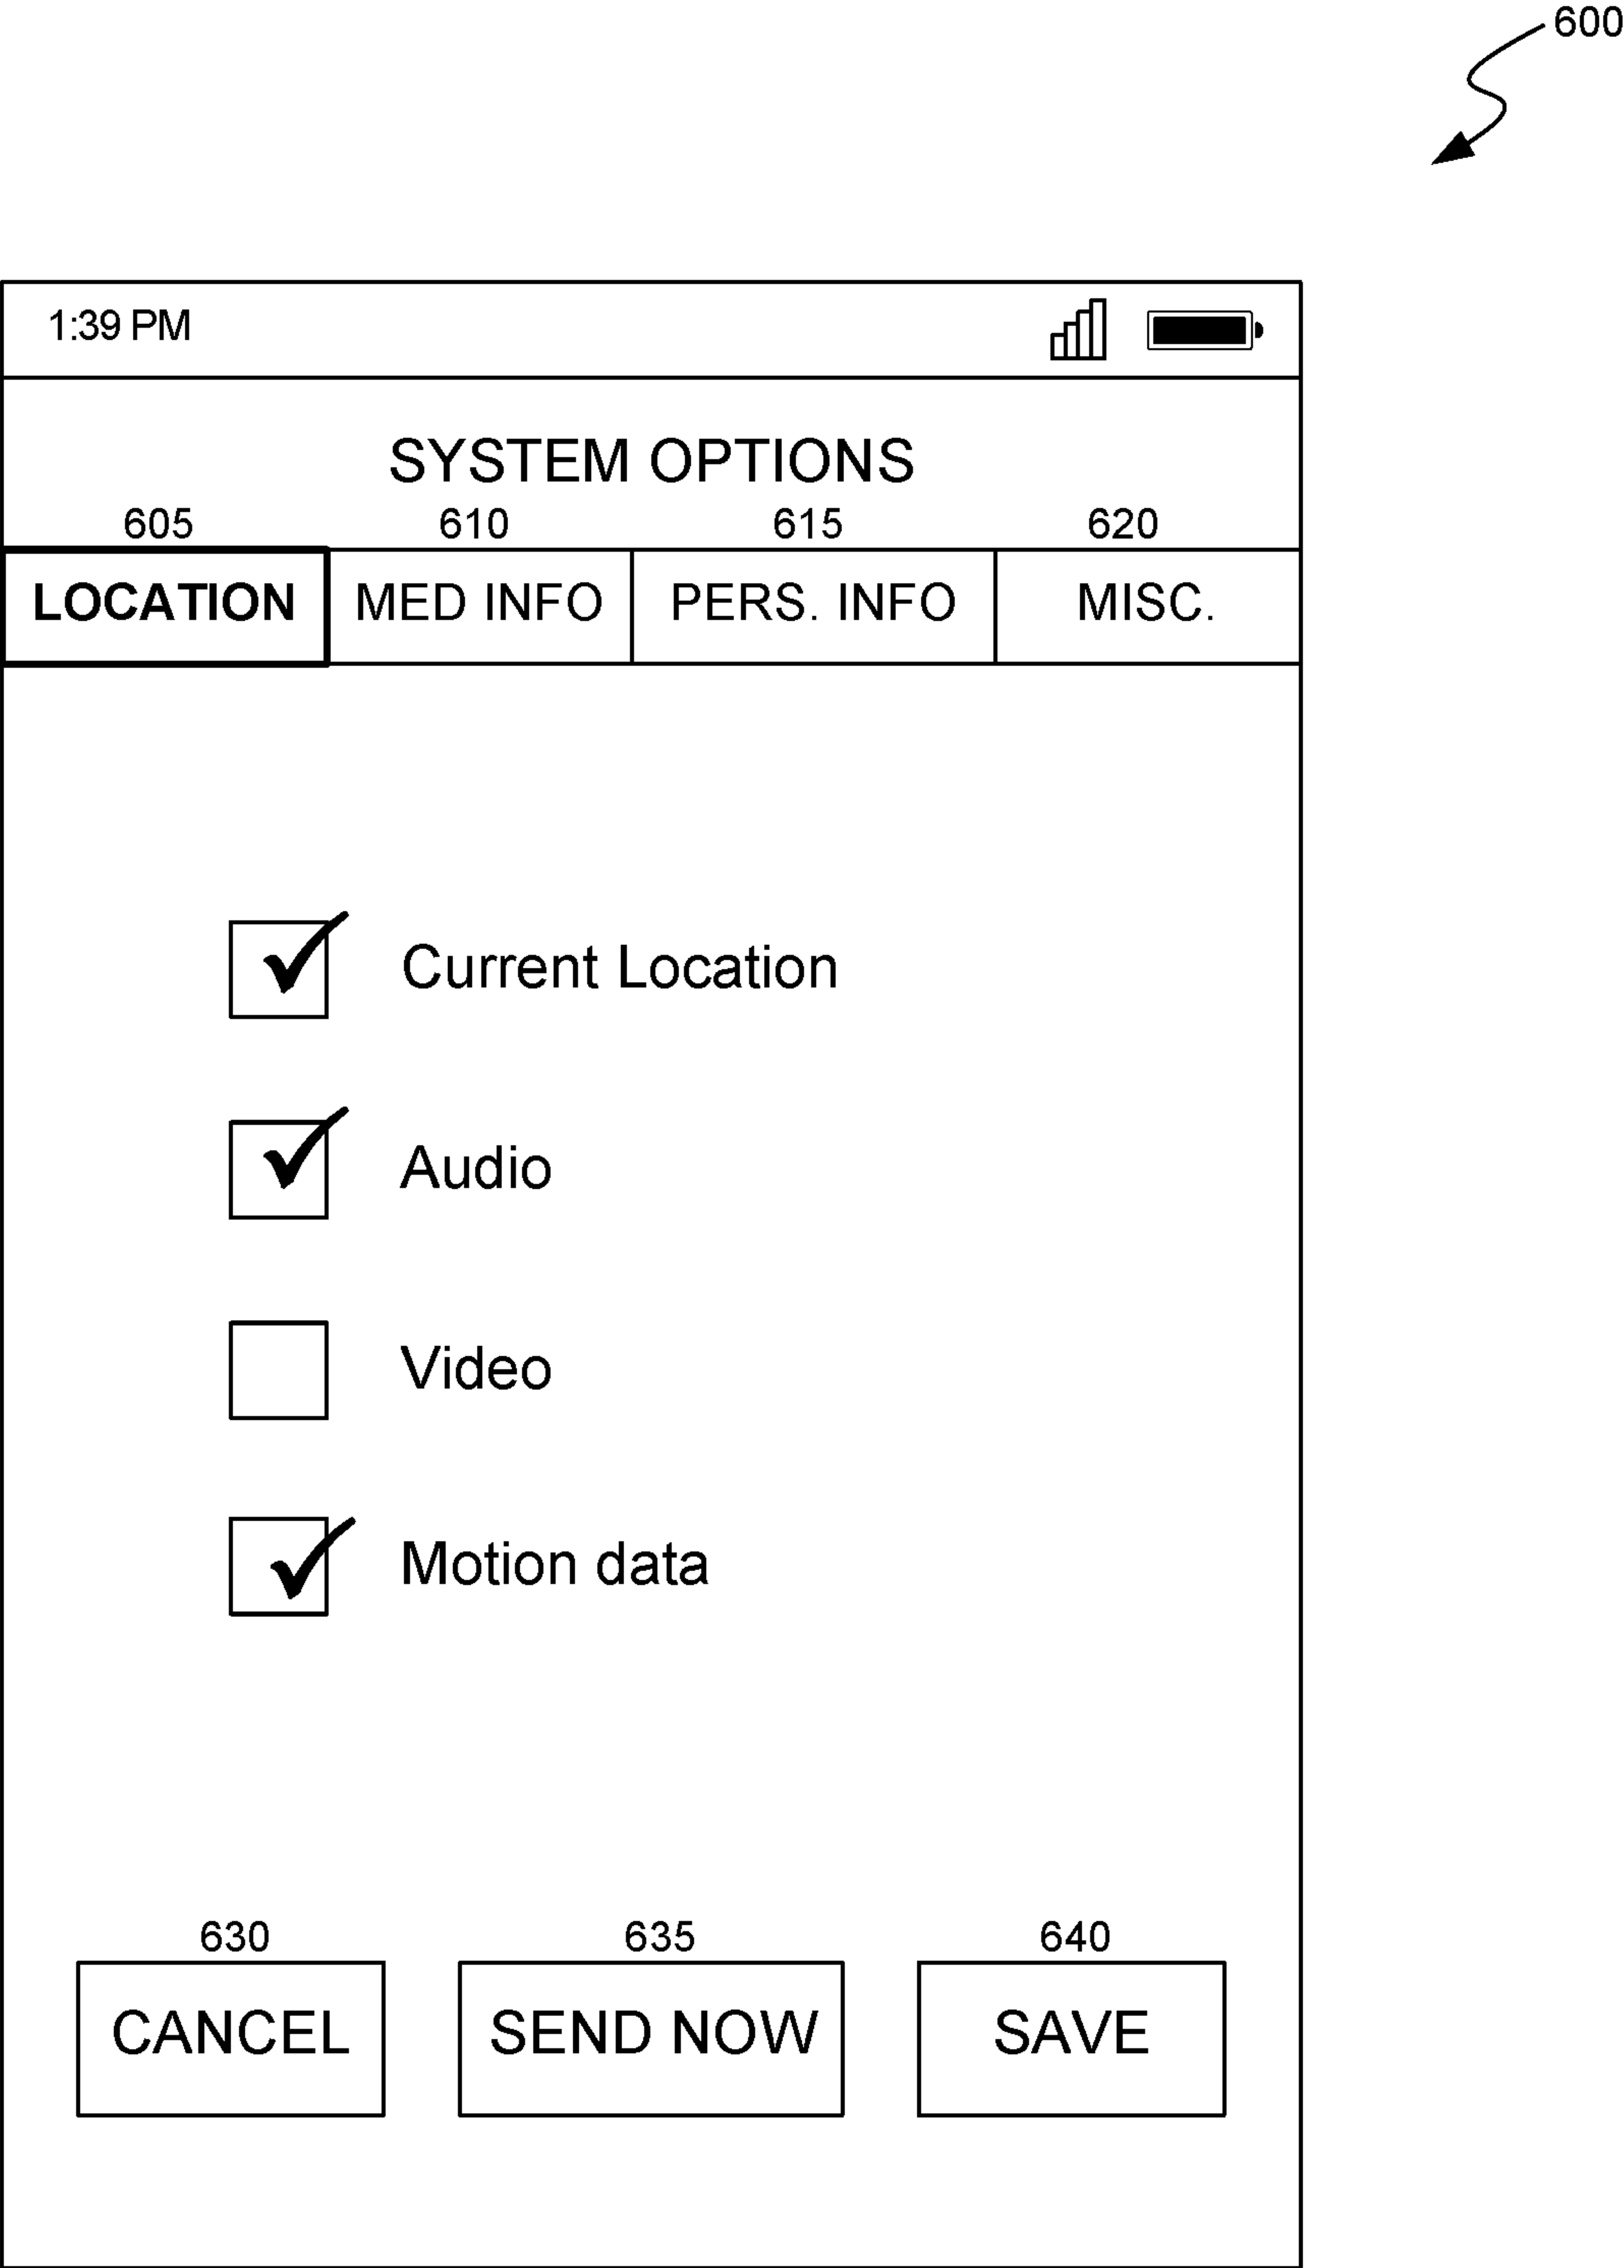 600
1:39 PM
SYSTEM OPTIONS
605 610 615 620
LOCATION MED INFO PERS. INFO MISC.
Current Location
Audio
Video
Motion data
630 635 640
CANCEL SEND NOW SAVE